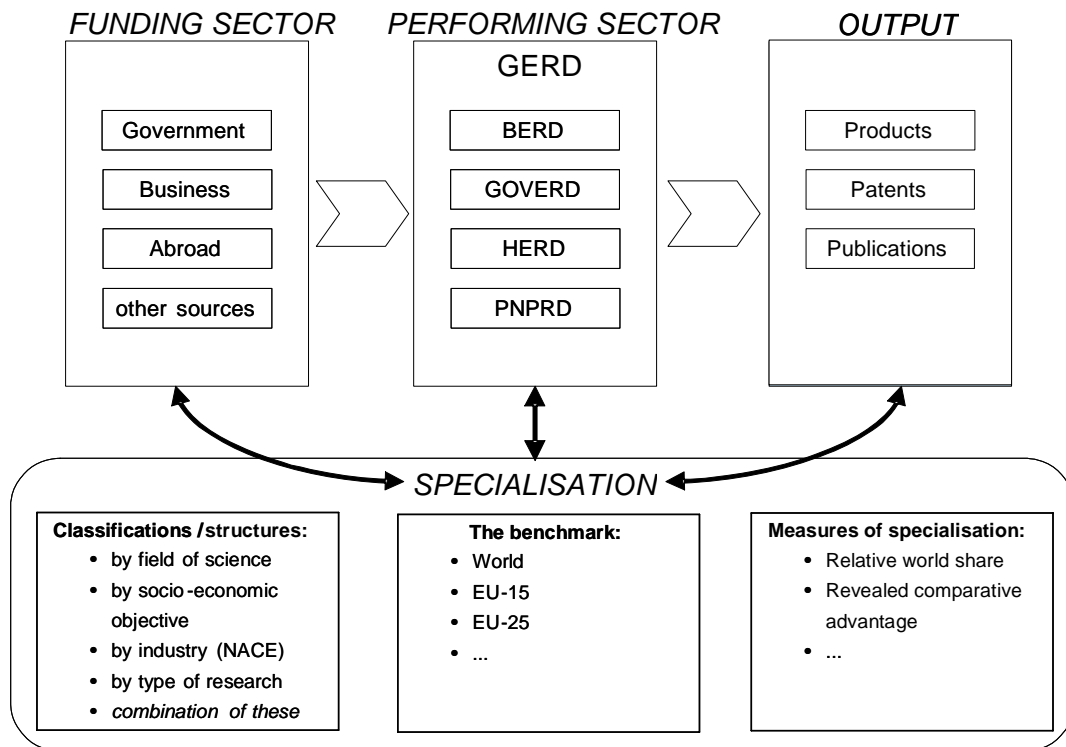 FUNDING SECTOR
Government
Business
Abroad
other sources
PERFORMING SECTOR
GERD
BERD
GOVERD
HERD
PNPRD
OUTPUT
Products
Patents
Publications
SPECIALISATION
Classifications /structures:
• by field of science
• by socio-economic
objective
• by industry (NACE)
• by type of research
• combination of these
The benchmark:
• World
• EU-15
• EU-25
• ...
Measures of specialisation:
• Relative world share
• Revealed comparative
advantage
• ...